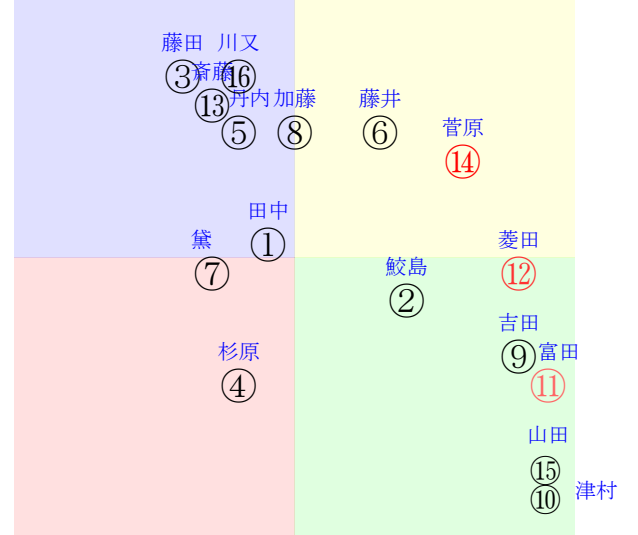 藤田 川又
③ 斎藤 ⑯
⑬ 丹内 加藤 藤井
⑤ ⑧ ⑥ 菅原
⑭
田中
黛 ① 菱田
⑦ 鮫島 ⑫
②
吉田
杉原 ⑨ 富田
④ ⑪
山田
⑮
⑩ 津村